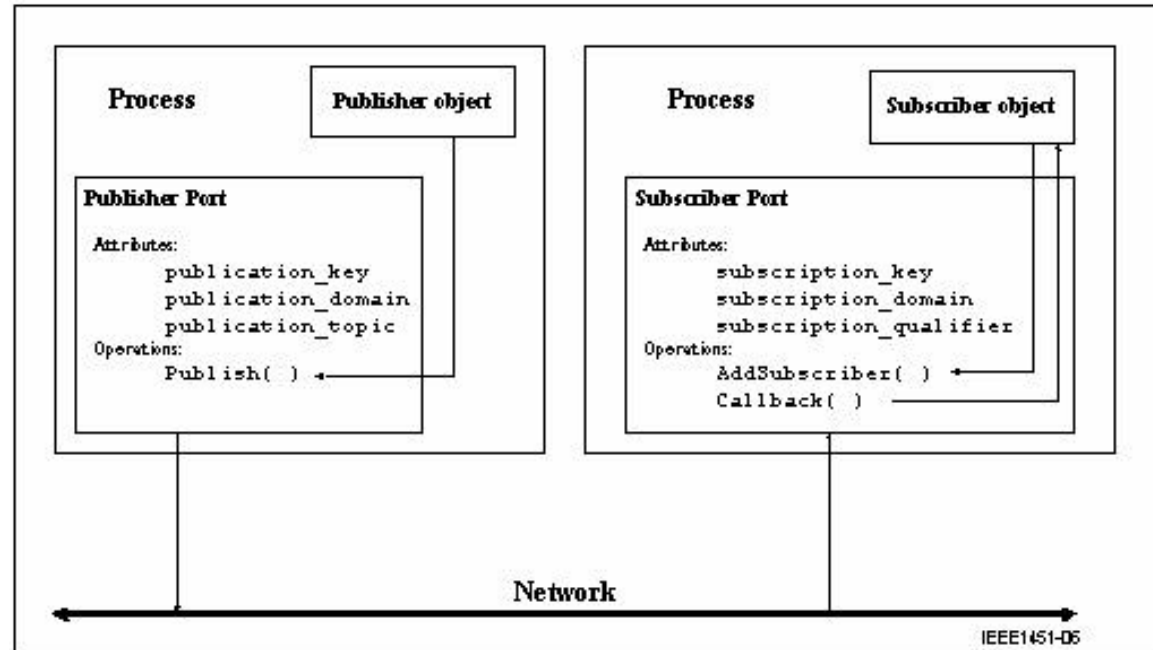 Process
Publisher object
Publisher Port
Attributes:
publication_key
publication_domain
publication_topic
Operations:
Publish( )
Process
Subscriber object
Subscriber Port
Attributes:
subscription_key
subscription_domain
subscription_qualifier
Operations:
AddSubscriber( )
Callback( )
Network
IEEE1451-06